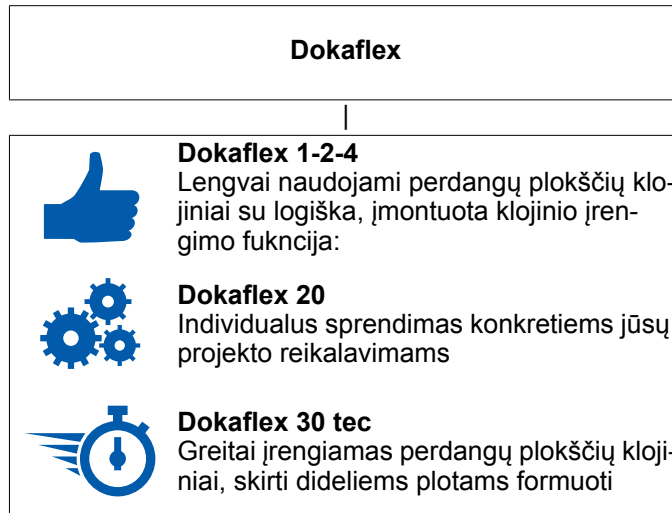 Dokaflex
Dokaflex 1-2-4
Lengvai naudojami perdangų plokščių klo-
jiniai su logiška, įmontuota klojinio įren-
gimo fukncija:
Dokaflex 20
Individualus sprendimas konkretiems jūsų
projekto reikalavimams
Dokaflex 30 tec
Greitai įrengiamas perdangų plokščių kloji-
niai, skirti dideliems plotams formuoti